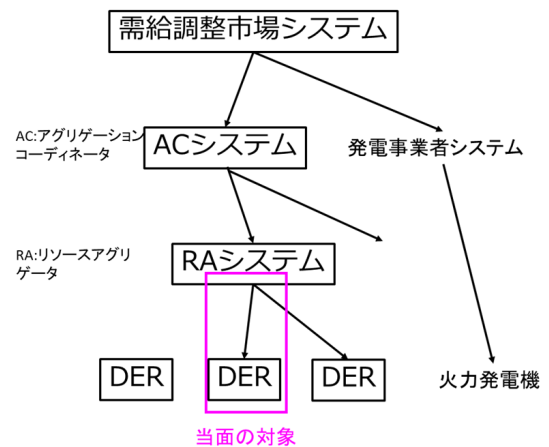 需給調整市場システム
AC:アグリゲーション
コーディネータ
ACシステム
発電事業者システム
RA:リソースアグリ
ゲータ
RAシステム
DER
DER
DER
火力発電機
当面の対象